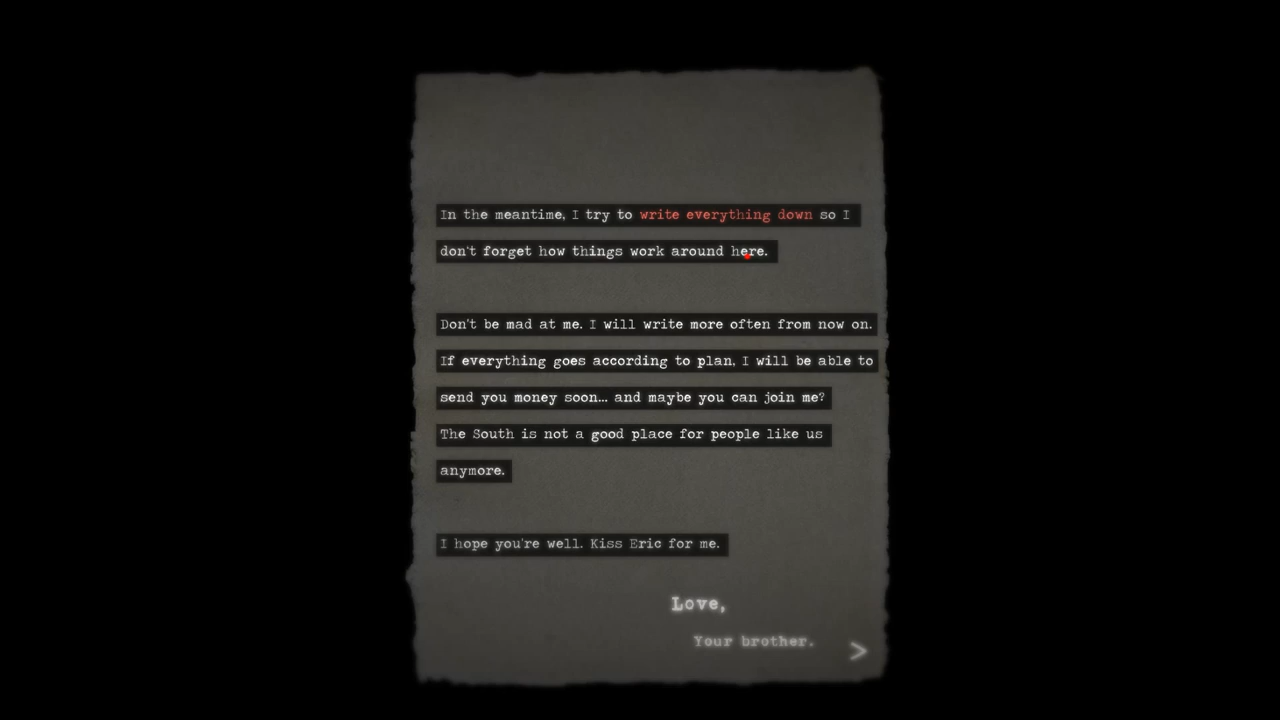 In the meantime, I try to write everything down so I
don't forget how things work around here.
Don't be mad at me. I will write more often from now on.
If everything goes according to plan, I will be able to
send you money soon... and maybe you can join me?
The South is not a good place for people like us
anymore.
I hope you're well. Kiss Eric for me.
Love,
Your brother.
>